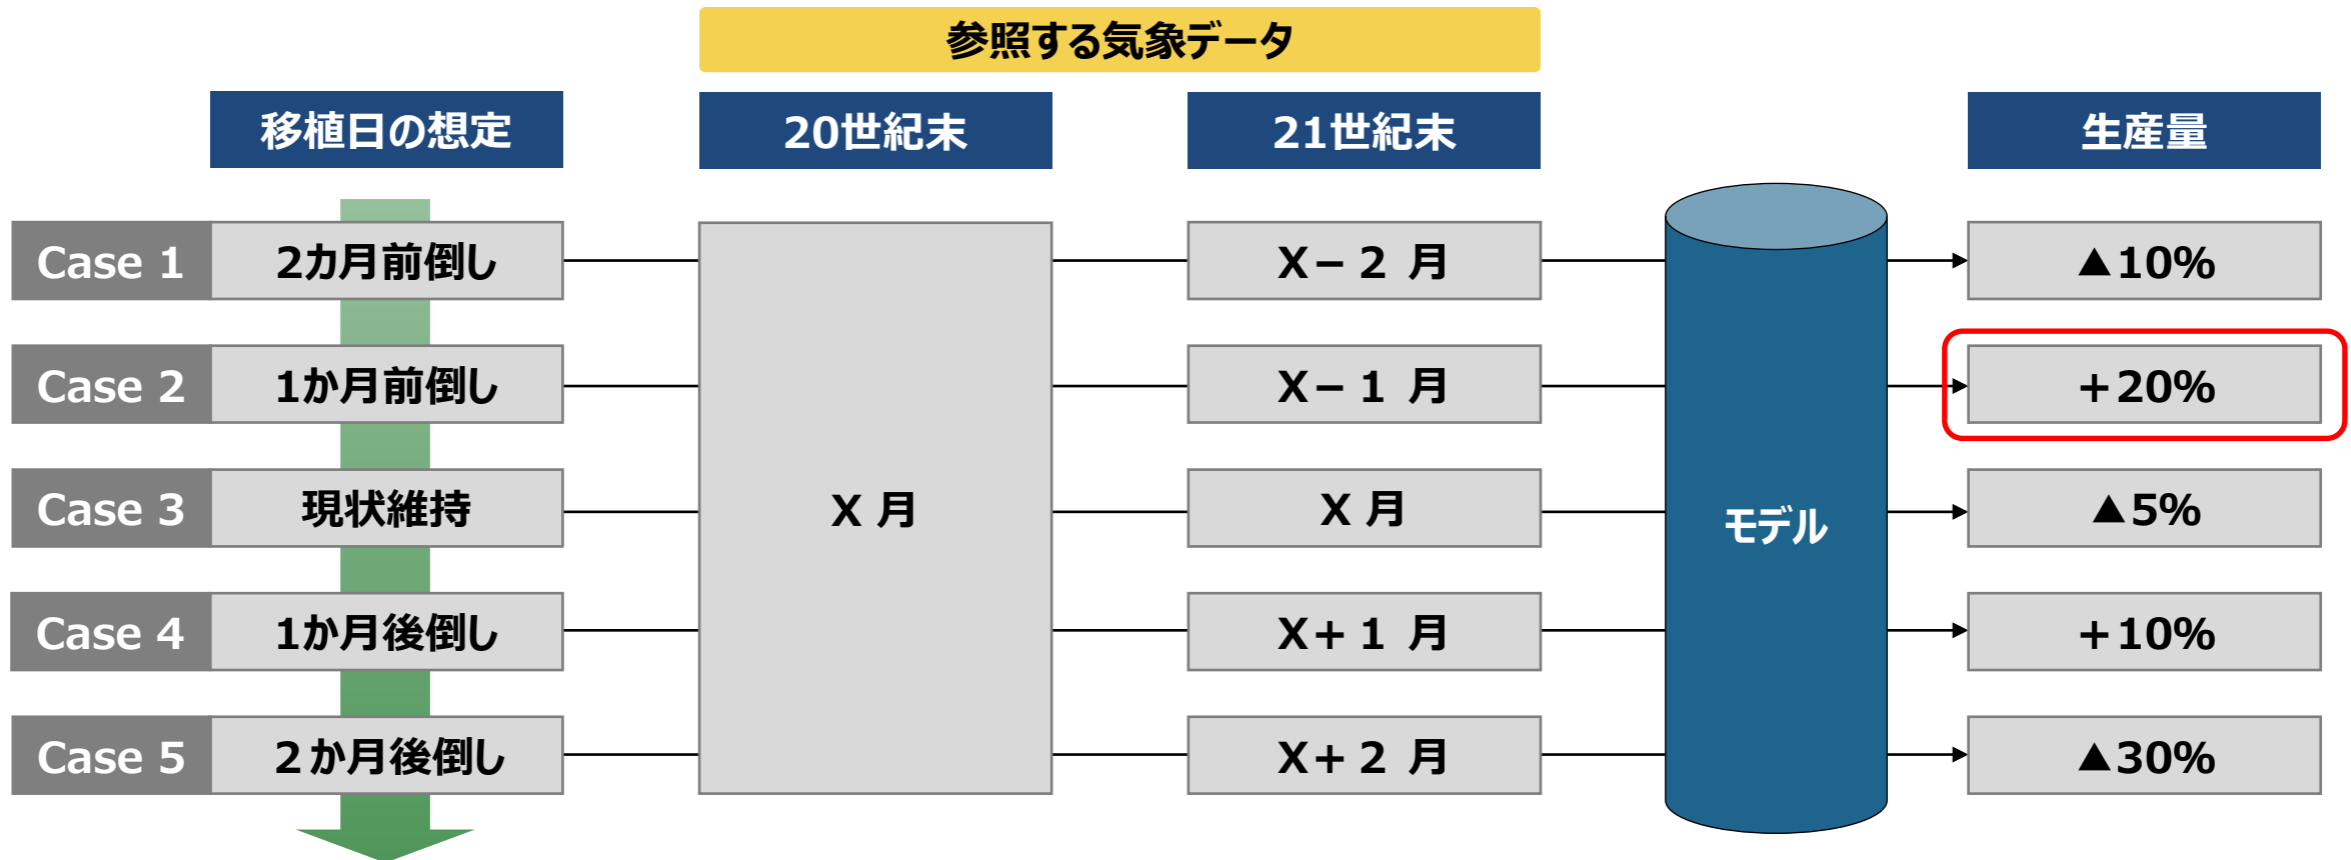 参照する気象データ
移植日の想定
20世紀末
21世紀末
生産量
Case 1
2カ月前倒し
X－2 月
▲10%
Case 2
1か月前倒し
X－1 月
＋20%
Case 3
現状維持
X 月
X 月
モデル
▲5%
Case 4
1か月後倒し
X＋1 月
＋10%
Case 5
２か月後倒し
X＋2 月
▲30%